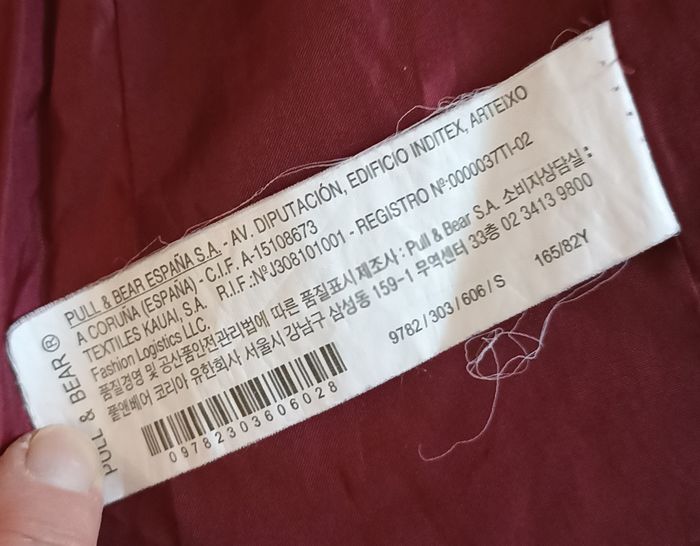 PULL & BEAR ®
PULL & BEAR ESPAÑA S.A. - AV. DIPUTACIÓN, EDIFICIO INDITEX, ARTEIXO
A CORUÑA (ESPAÑA) - C.I.F. A-15108673
TEXTILES KAUAI, S.A. R.I.F.:NºJ308101001 - REGISTRO Nº:0000037TI-02
Fashion Logistics LLC.
품질경영 및 공산품안전관리법에 따른 품질표시 제조사 : Pull & Bear S.A. 소비자상담실 :
풀앤베어 코리아 유한회사 서울시 강남구 삼성동 159-1 무역센터 33층 02 3413 9800
9782 / 303 / 606 / S 165/82Y
09782303606028